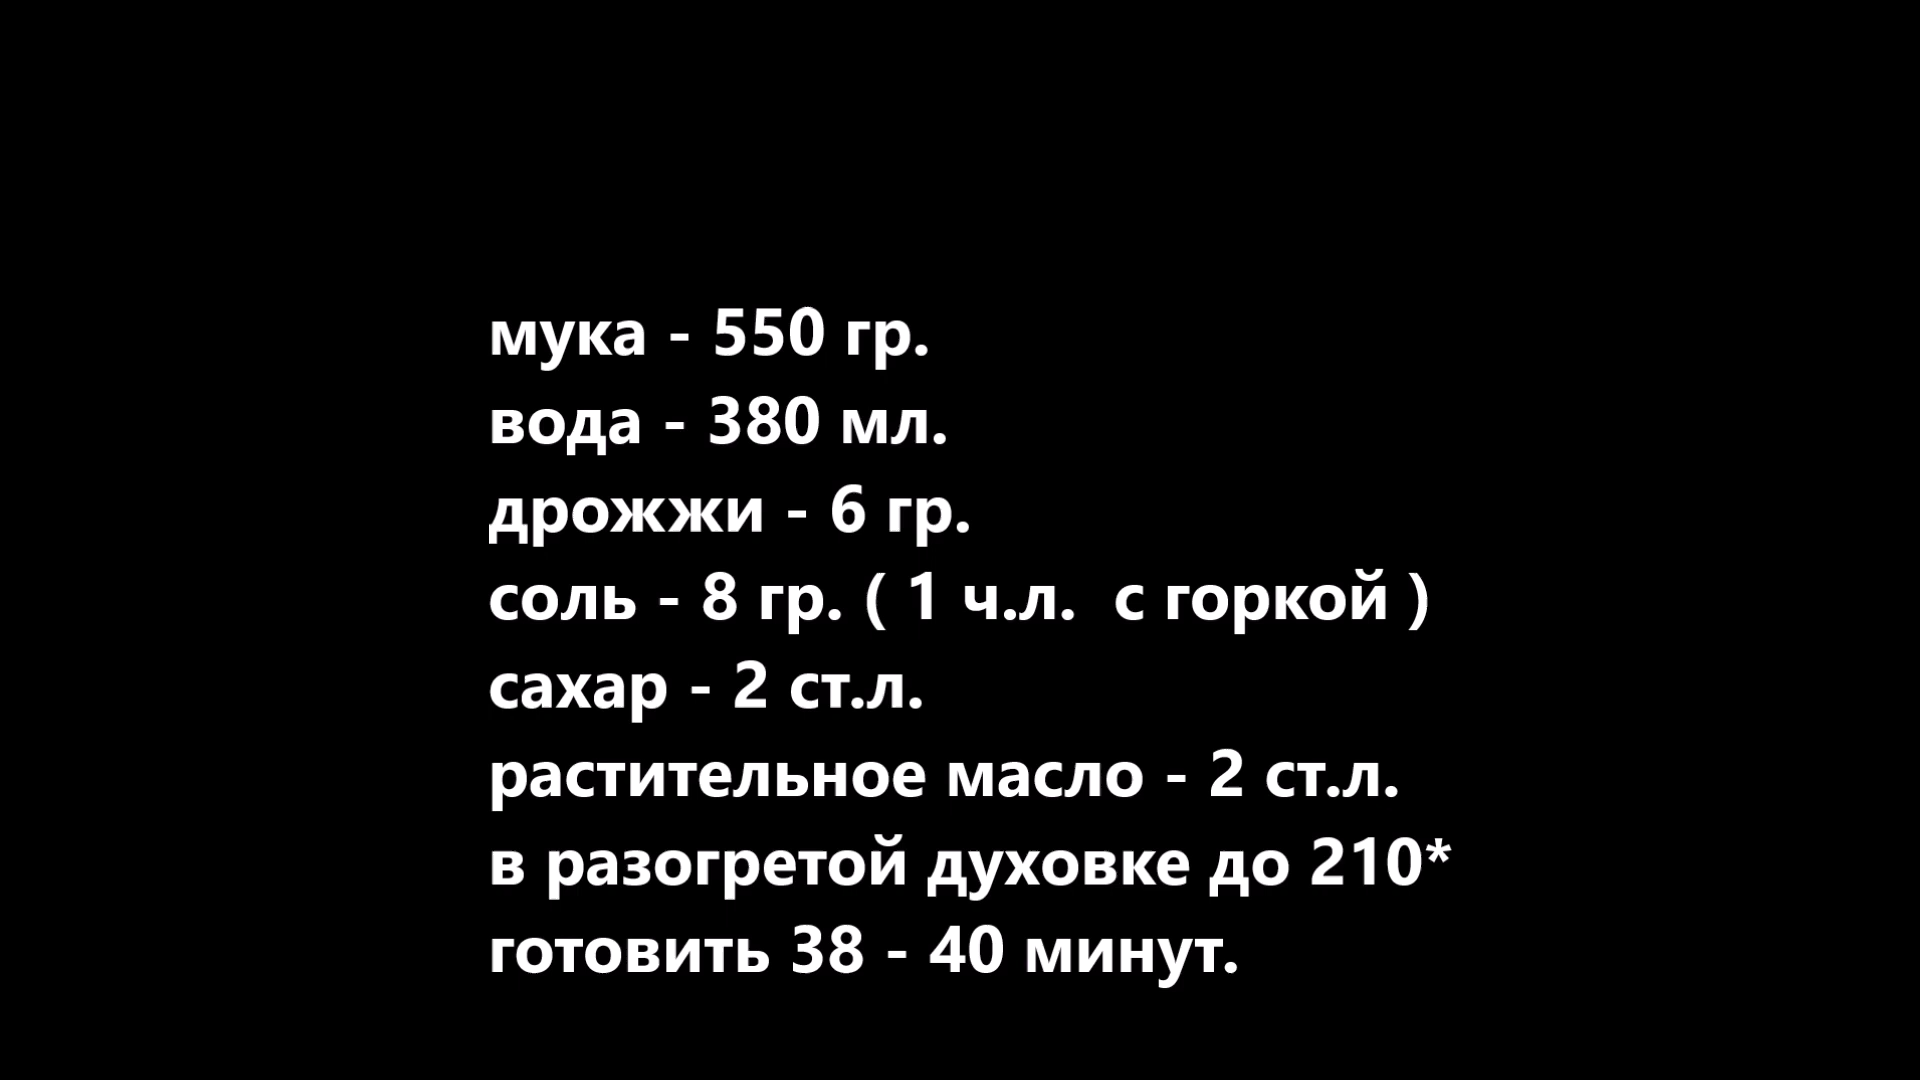 мука - 550 гр.
вода - 380 мл.
дрожжи - 6 гр.
соль - 8 гр. ( 1 ч.л.  с горкой )
сахар - 2 ст.л.
растительное масло - 2 ст.л.
в разогретой духовке до 210*
готовить 38 - 40 минут.